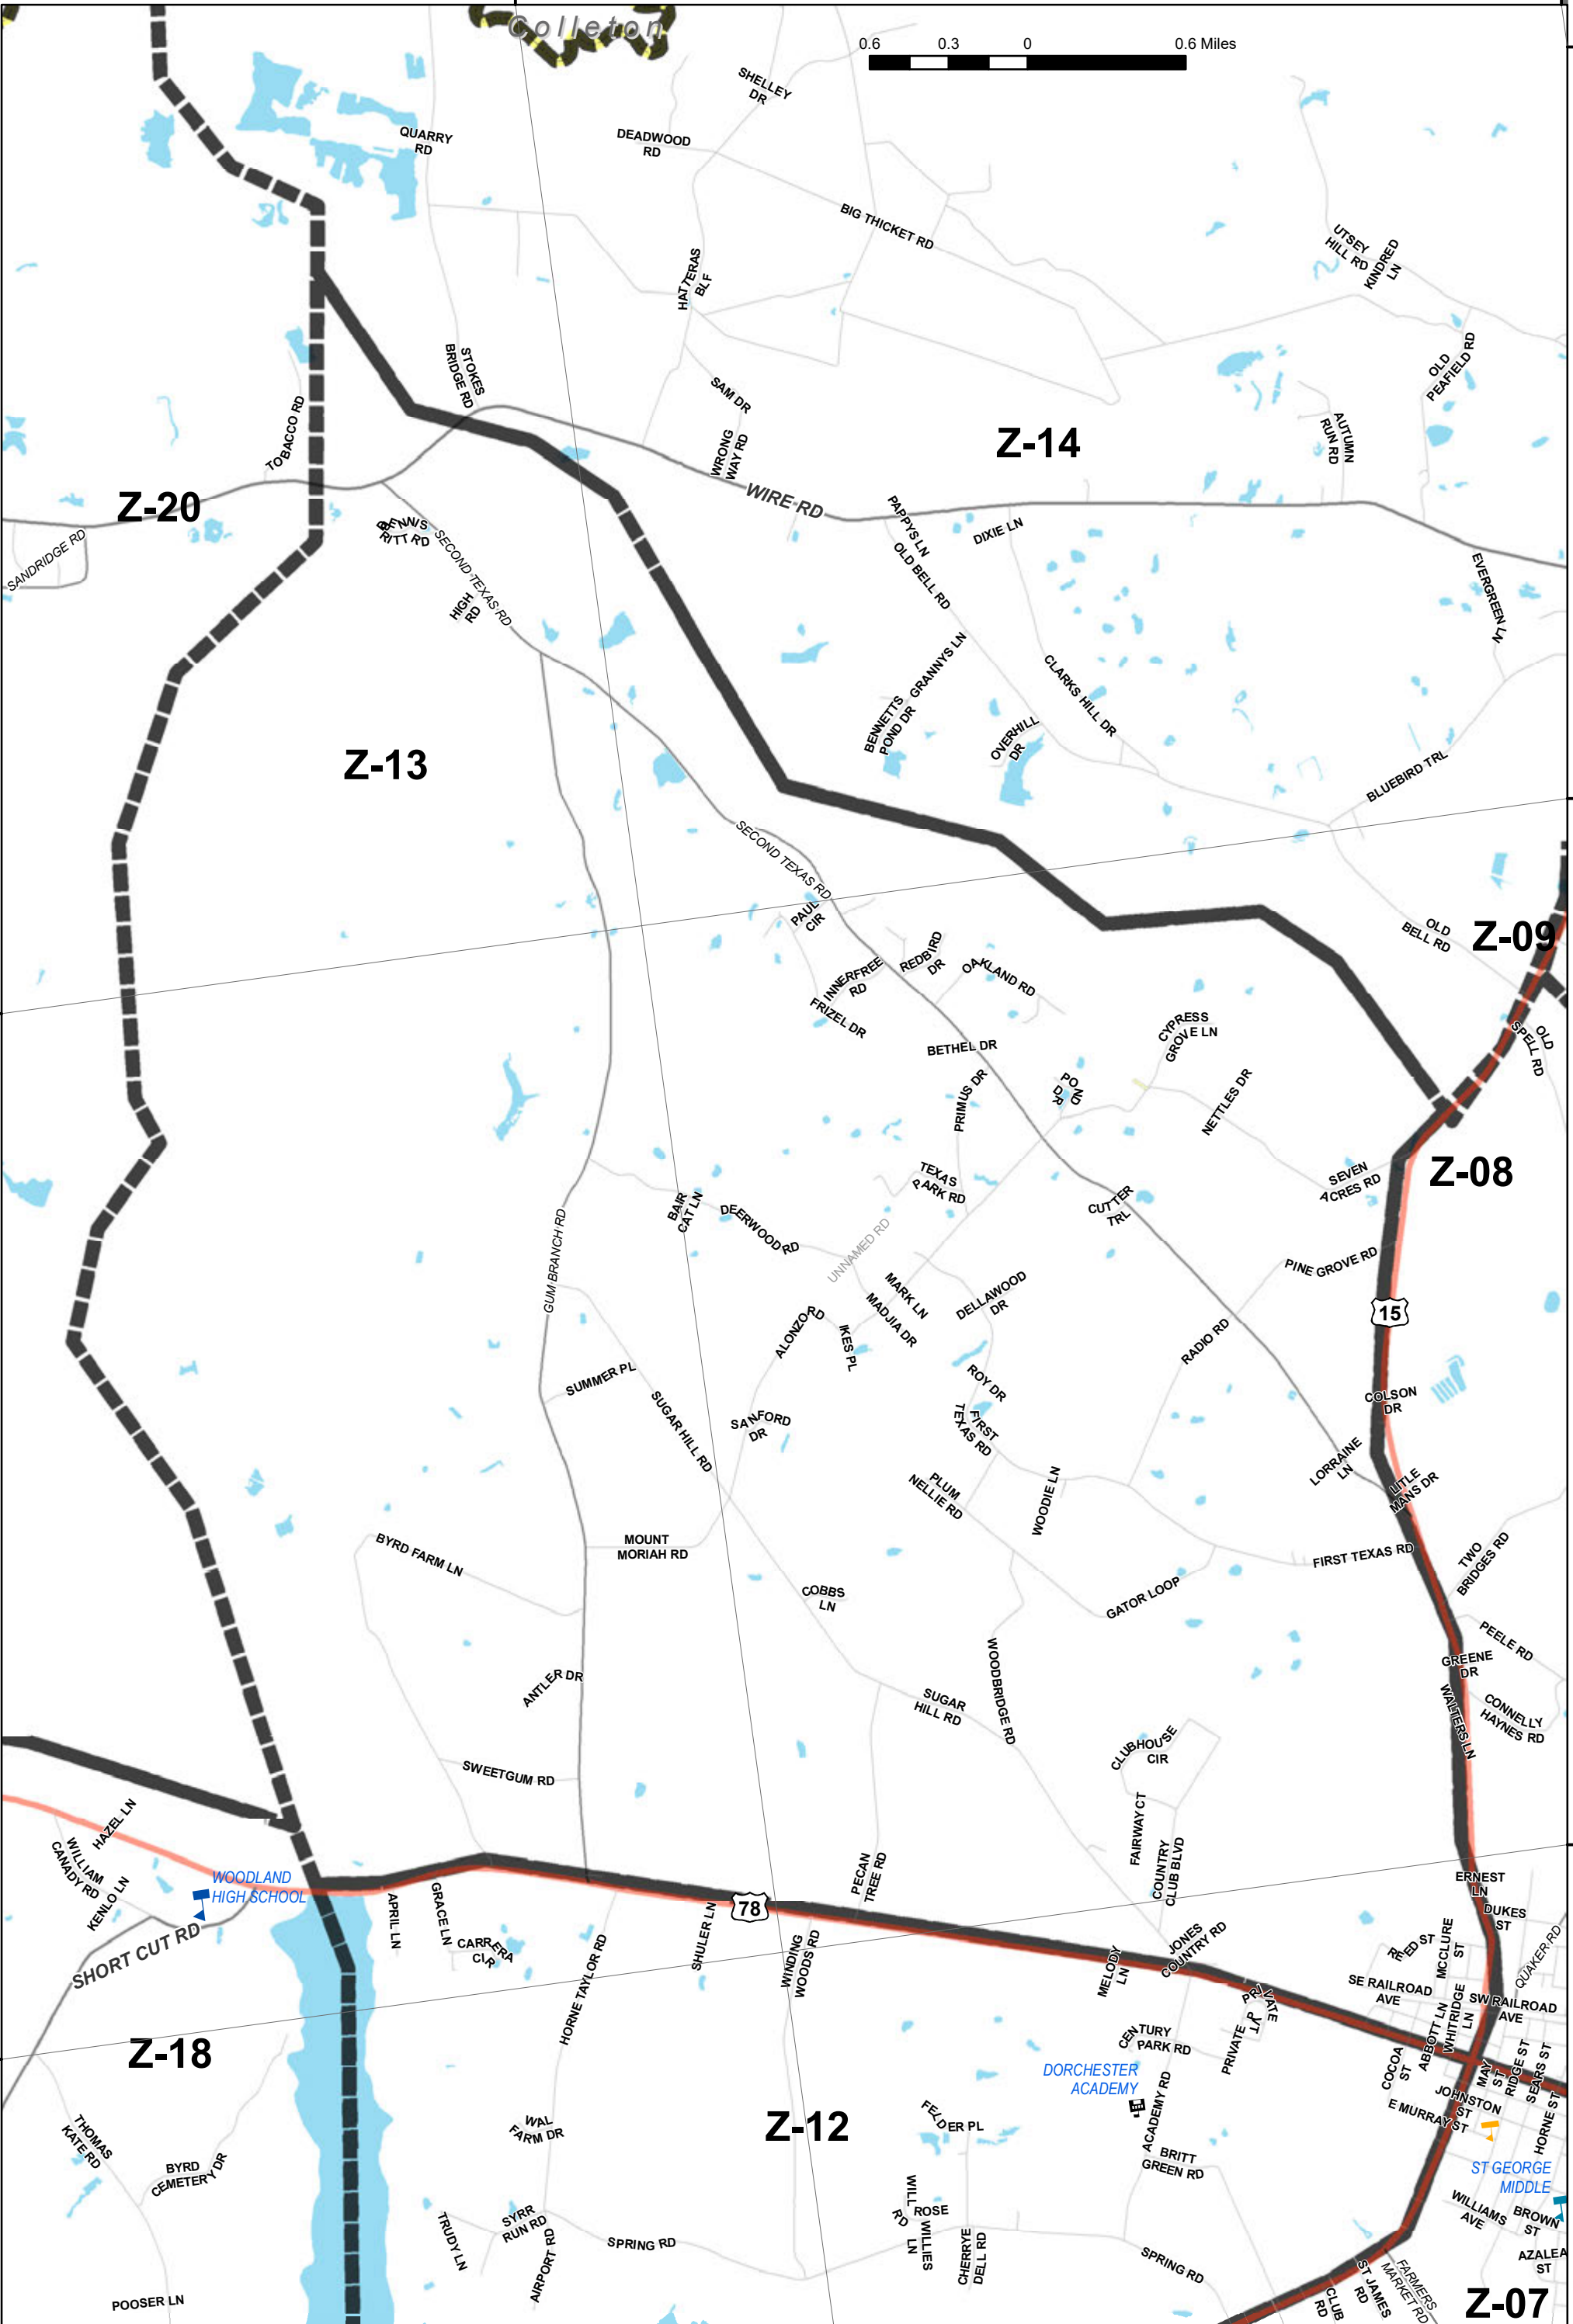 Colleton
0.6
0.3
0
0.6 Miles
SHELLEY
DR
QUARRY
RD
DEADWOOD
RD
BIG THICKET RD
UTSEY
HILL RD
KINDRED
LN
HATTERAS
BLF
STOKES
BRIDGE RD
OLD
PEAFIELD RD
SAM DR
TOBACCO RD
WRONG
WAY RD
Z-14
AUTUMN
RUN RD
Z-20
WIRE RD
PAPPYS LN
DIXIE LN
SANDRIDGE RD
SECOND TEXAS RD
OLD BELL RD
EVERGREEN LN
HIGH
RD
GRANNYS LN
CLARKS HILL DR
BENNETTS
POND DR
OVERHILL
DR
Z-13
BLUEBIRD TRL
SECOND TEXAS RD
PAUL
CIR
OLD
BELL RD
Z-09
REDBIRD
DR
OAKLAND RD
INNERFREE
RD
FRIZEL DR
CYPRESS
GROVE LN
OLD
SPELL RD
BETHEL DR
PRIMUS DR
POND
DR
NETTLES DR
TEXAS
PARK RD
SEVEN
ACRES RD
Z-08
BAIR
CAT LN
DEERWOOD RD
CUTTER
TRL
UNNAMED RD
GUM BRANCH RD
PINE GROVE RD
MARK LN
MADJIA DR
DELLAWOOD
DR
15
ALONZO RD
IKES PL
RADIO RD
SUMMER PL
ROY DR
COLSON
DR
SUGAR HILL RD
SANFORD
DR
FIRST
TEXAS RD
LORRAINE
LN
LITLE
MANS DR
PLUM
NELLIE RD
WOODIE LN
BYRD FARM LN
MOUNT
MORIAH RD
FIRST TEXAS RD
TWO
BRIDGES RD
COBBS
LN
GATOR LOOP
PEELE RD
ANTLER DR
WOODBRIDGE RD
GREENE
DR
SUGAR
HILL RD
WALTERS LN
CONNELLY
HAYNES RD
CLUBHOUSE
CIR
SWEETGUM RD
HAZEL LN
WILLIAM
CANADY RD
KENLO LN
WOODLAND
HIGH SCHOOL
FAIRWAY CT
COUNTRY
CLUB BLVD
PECAN
TREE RD
ERNEST
LN
APRIL LN
GRACE LN
78
DUKES
ST
SHORT CUT RD
CARRERA
CIR
HORNE TAYLOR RD
SHULER LN
WINDING
WOODS RD
MELODY
LN
JONES
COUNTRY RD
REED ST
MCCLURE
ST
QUAKER RD
PRIVATE
SE RAILROAD
AVE
SW RAILROAD
AVE
Z-18
CENTURY
PARK RD
PRIVATE
COCOA
ST
ABBOTT LN
WHITRIDGE
LN
MAY
ST
RIDGE ST
SEARS ST
DORCHESTER
ACADEMY
ACADEMY RD
JOHNSTON
ST
E MURRAY ST
HORNE ST
THOMAS
KATE RD
BYRD
CEMETERY DR
WAL
FARM DR
Z-12
FELDER PL
BRITT
GREEN RD
ST GEORGE
MIDDLE
WILL
RD
ROSE
WILLIES
LN
CHERRYE
DELL RD
SYRR
RUN RD
TRUDY LN
AIRPORT RD
SPRING RD
SPRING RD
WILLIAMS
AVE
BROWN
ST
AZALEA
ST
POOSER LN
CLUB
RD
ST JAMES
RD
FARMERS
MARKET RD
Z-07